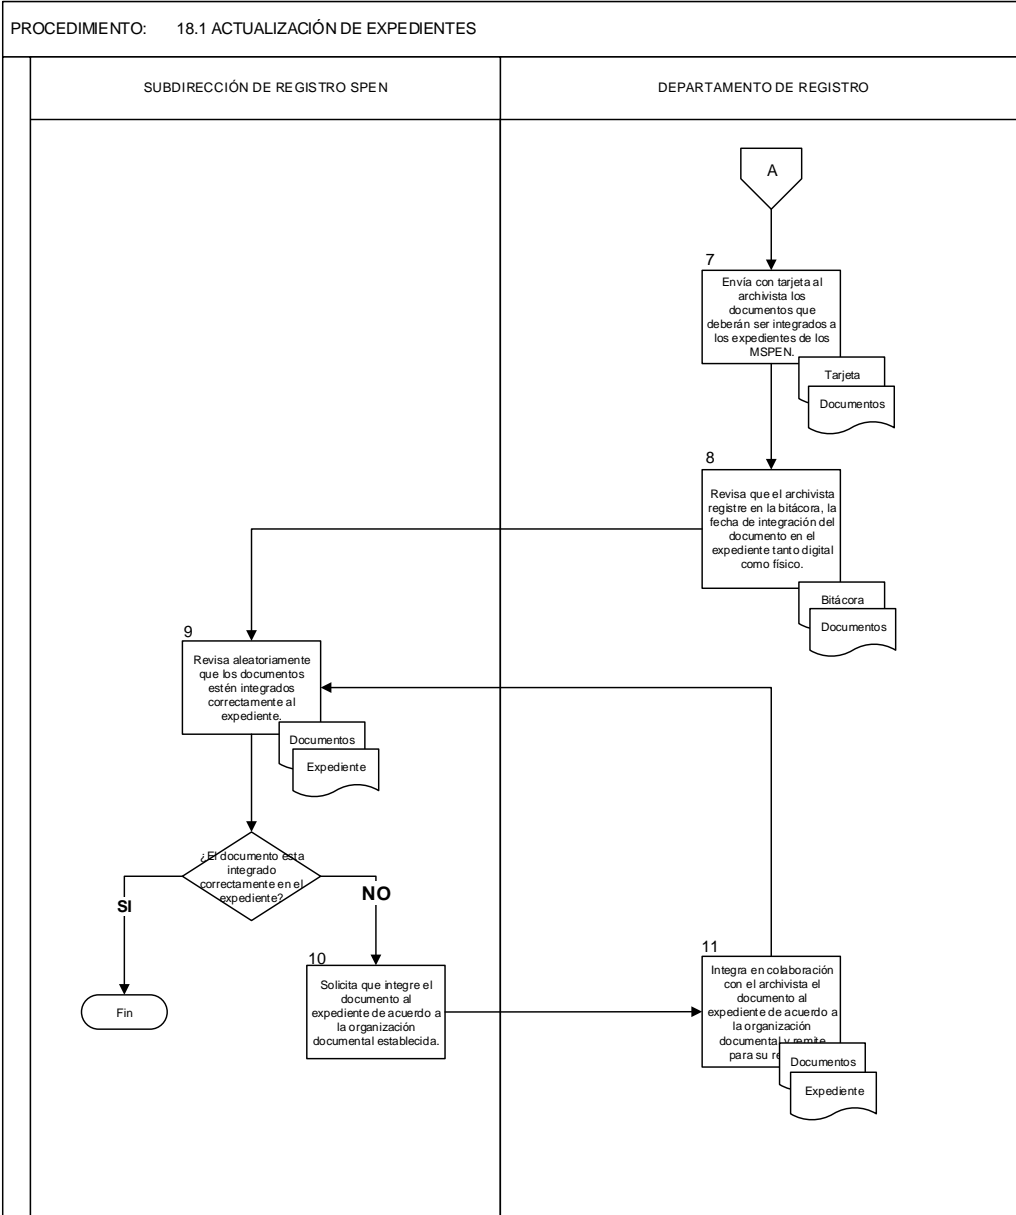 PROCEDIMIENTO: 18.1 ACTUALIZACIÓN DE EXPEDIENTES
SUBDIRECCIÓN DE REGISTRO SPEN
DEPARTAMENTO DE REGISTRO
A
7
Envía con tarjeta al
archivista los
documentos que
deberán ser integrados a
los expedientes de los
MSPEN.
Tarjeta
Documentos
8
Revisa que el archivista
registre en la bitácora, la
fecha de integración del
documento en el
expediente tanto digital
como físico.
Bitácora
Documentos
9
Revisa aleatoriamente
que los documentos
estén integrados
correctamente al
expediente.
Documentos
Expediente
¿El documento esta
integrado
correctamente en el
expediente?
SI
NO
Fin
10
Solicita que integre el
documento al
expediente de acuerdo a
la organización
documental establecida.
11
Integra en colaboración
con el archivista el
documento al
expediente de acuerdo a
la organización
documental y remite
para su
Documentos
Expediente